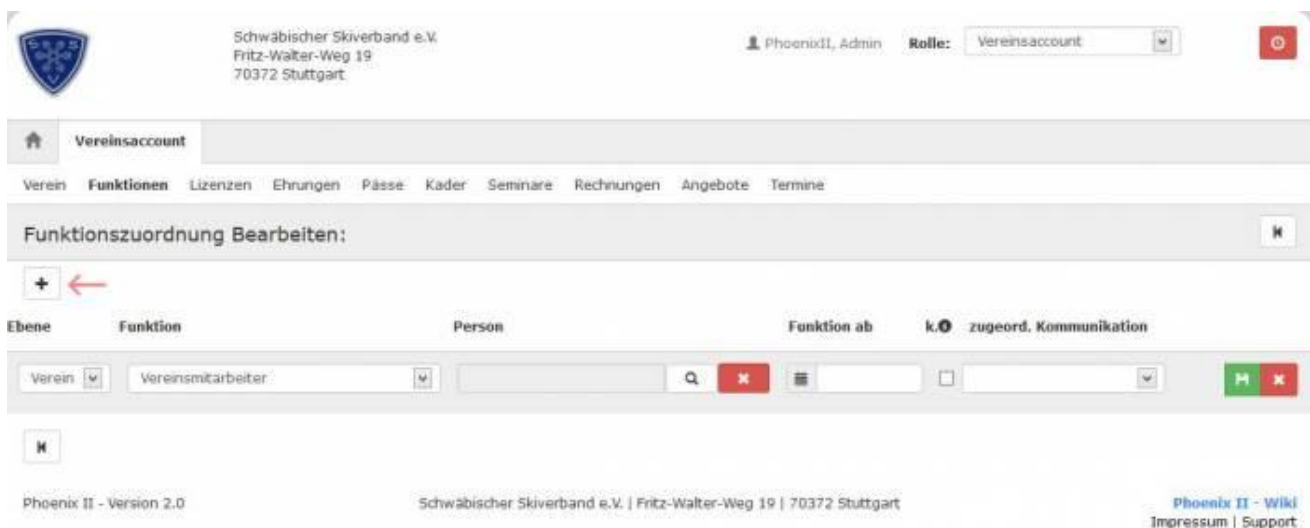 S S V
Schwäbischer Skiverband e.V.
Fritz-Walter-Weg 19
70372 Stuttgart
PhoenixII, Admin Rolle: Vereinsaccount
Vereinsaccount
Verein Funktionen Lizenzen Ehrungen Pässe Kader Seminare Rechnungen Angebote Termine
Funktionszuordnung Bearbeiten:
Ebene Funktion Person Funktion ab k. zugeord. Kommunikation
Verein Vereinsmitarbeiter
Phoenix II - Version 2.0 Schwäbischer Skiverband e.V. | Fritz-Walter-Weg 19 | 70372 Stuttgart Phoenix II - Wiki
Impressum | Support